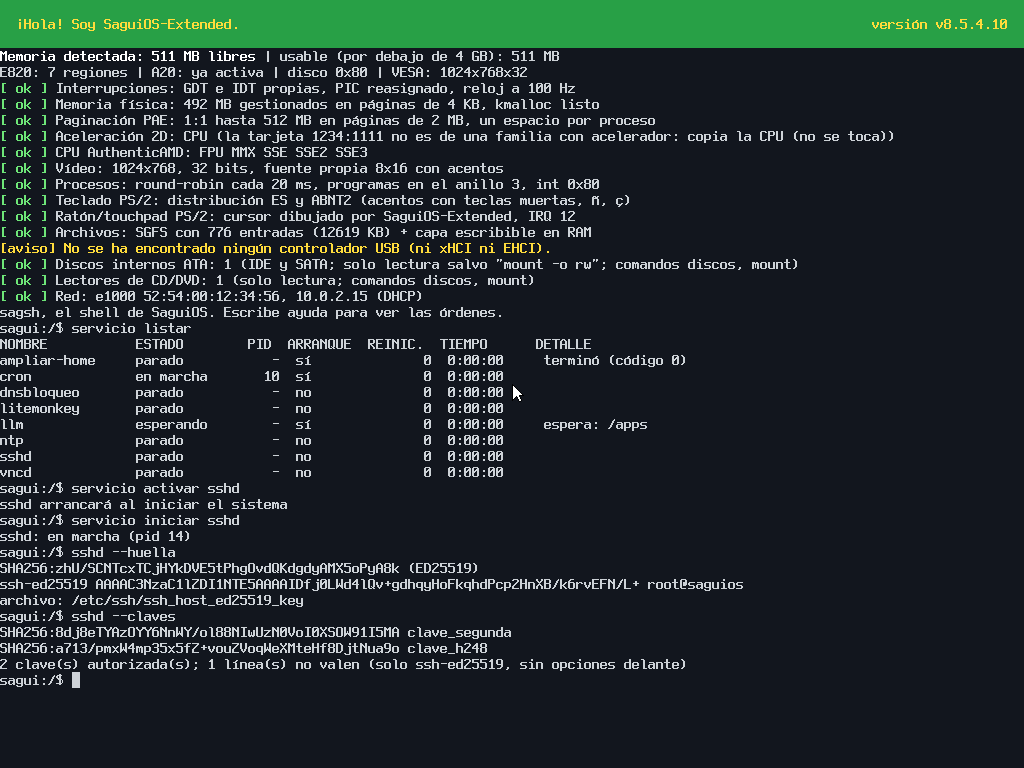 ¡Hola! Soy SaguiOS-Extended. versión v8.5.4.10
Memoria detectada: 511 MB libres | usable (por debajo de 4 GB): 511 MB
E820: 7 regiones | A20: ya activa | disco 0x80 | VESA: 1024x768x32
[ ok ] Interrupciones: GDT e IDT propias, PIC reasignado, reloj a 100 Hz
[ ok ] Memoria física: 492 MB gestionados en páginas de 4 KB, kmalloc listo
[ ok ] Paginación PAE: 1:1 hasta 512 MB en páginas de 2 MB, un espacio por proceso
[ ok ] Aceleración 2D: CPU (la tarjeta 1234:1111 no es de una familia con acelerador: copia la CPU (no se toca))
[ ok ] CPU AuthenticAMD: FPU MMX SSE SSE2 SSE3
[ ok ] Vídeo: 1024x768, 32 bits, fuente propia 8x16 con acentos
[ ok ] Procesos: round-robin cada 20 ms, programas en el anillo 3, int 0x80
[ ok ] Teclado PS/2: distribución ES y ABNT2 (acentos con teclas muertas, ñ, ç)
[ ok ] Ratón/touchpad PS/2: cursor dibujado por SaguiOS-Extended, IRQ 12
[ ok ] Archivos: SGFS con 776 entradas (12619 KB) + capa escribible en RAM
[aviso] No se ha encontrado ningún controlador USB (ni xHCI ni EHCI).
[ ok ] Discos internos ATA: 1 (IDE y SATA; solo lectura salvo "mount -o rw"; comandos discos, mount)
[ ok ] Lectores de CD/DVD: 1 (solo lectura; comandos discos, mount)
[ ok ] Red: e1000 52:54:00:12:34:56, 10.0.2.15 (DHCP)
sagsh, el shell de SaguiOS. Escribe ayuda para ver las órdenes.
sagui:/$ servicio listar
NOMBRE ESTADO PID ARRANQUE REINIC. TIEMPO DETALLE
ampliar-home parado - sí 0 0:00:00 terminó (código 0)
cron en marcha 10 sí 0 0:00:00
dnsbloqueo parado - no 0 0:00:00
litemonkey parado - no 0 0:00:00
llm esperando - sí 0 0:00:00 espera: /apps
ntp parado - no 0 0:00:00
sshd parado - no 0 0:00:00
vncd parado - no 0 0:00:00
sagui:/$ servicio activar sshd
sshd arrancará al iniciar el sistema
sagui:/$ servicio iniciar sshd
sshd: en marcha (pid 14)
sagui:/$ sshd --huella
SHA256:zhU/SCNTcxTCjHYkDVE5tPhgOvdQKdgdyAMX5oPyA8k (ED25519)
ssh-ed25519 AAAAC3NzaC1lZDI1NTE5AAAAIDfj0LWd4lQv+gdhqyHoFkqhdPcp2HnXB/k6rvEFN/L+ root@saguios
archivo: /etc/ssh/ssh_host_ed25519_key
sagui:/$ sshd --claves
SHA256:8dj8eTYAzOYY6NnWY/ol88NIwUzN0VoI0XSOW91I5MA clave_segunda
SHA256:a713/pmxW4mp35x5fZ+vouZVoqWeXMteHf8DjtNua9o clave_h248
2 clave(s) autorizada(s); 1 línea(s) no valen (solo ssh-ed25519, sin opciones delante)
sagui:/$